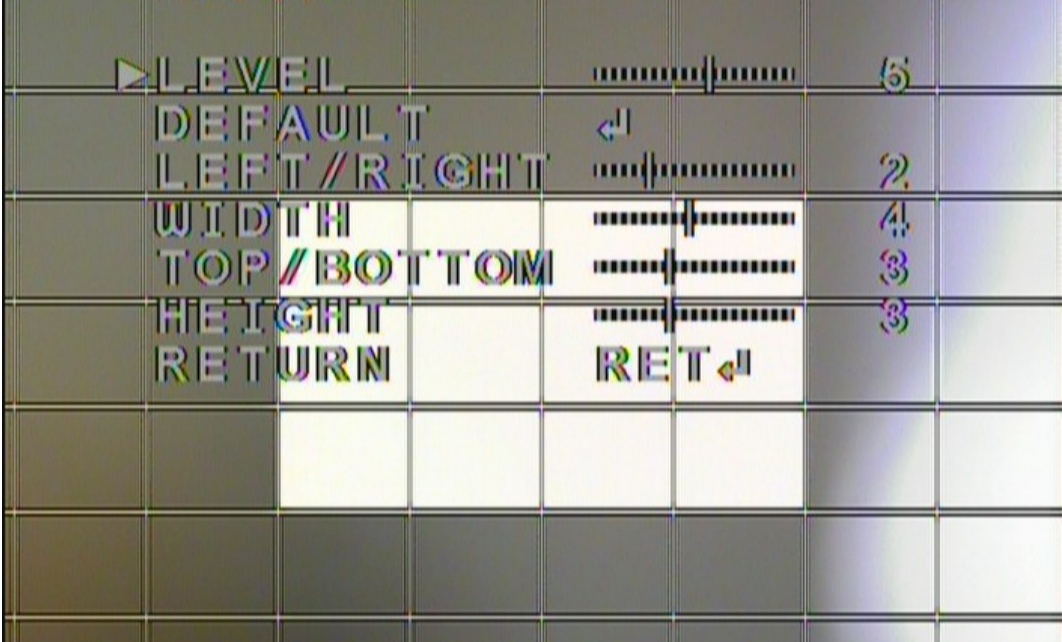 ▶LEVEL 5
DEFAULT ↲
LEFT/RIGHT 2
WIDTH 4
TOP/BOTTOM 3
HEIGHT 3
RETURN RET↲